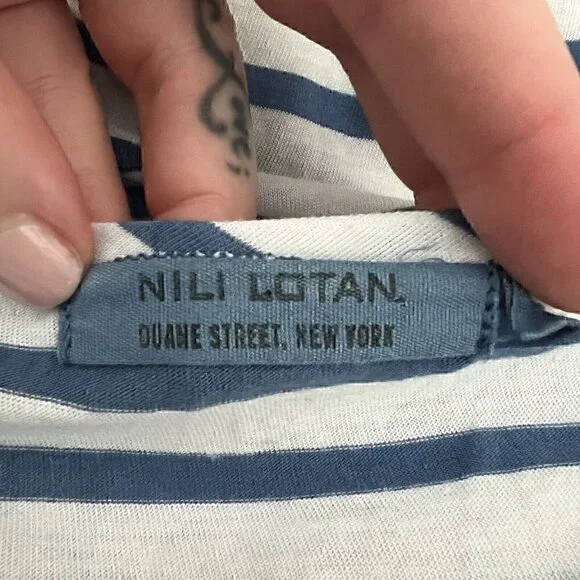 NILI LOTAN.
DUANE STREET, NEW YORK